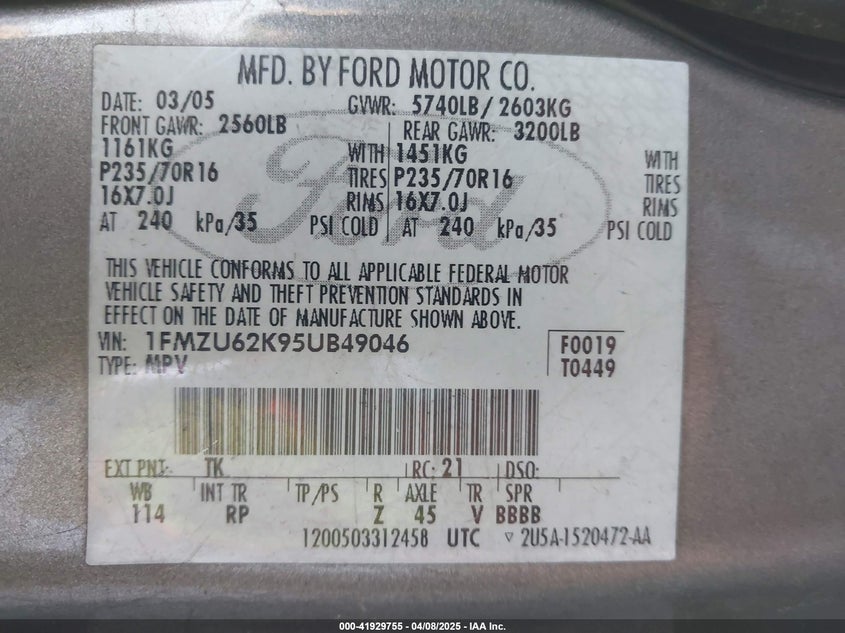 MFD. BY FORD MOTOR CO.
DATE: 03/05 GVWR: 5740LB/2603KG
FRONT GAWR: 2560LB REAR GAWR: 3200LB
1161KG WITH 1451KG WITH
P235/70R16 TIRES P235/70R16 TIRES
16X7.0J RIMS 16X7.0J RIMS
AT 240 kPa/35 PSI COLD AT 240 kPa/35 PSI COLD
Ford
THIS VEHICLE CONFORMS TO ALL APPLICABLE FEDERAL MOTOR
VEHICLE SAFETY AND THEFT PREVENTION STANDARDS IN
EFFECT ON THE DATE OF MANUFACTURE SHOWN ABOVE.
VIN: 1FMZU62K95UB49046 F0019
TYPE: MPV T0449
EXT PNT: TK RC: 21 DSO:
WB INT TR TP/PS R AXLE TR SPR
114 RP Z 45 V BBBB
1200503312458 UTC ▽ 2U5A-1520472-AA
000-41929755 - 04/08/2025 - IAA Inc.